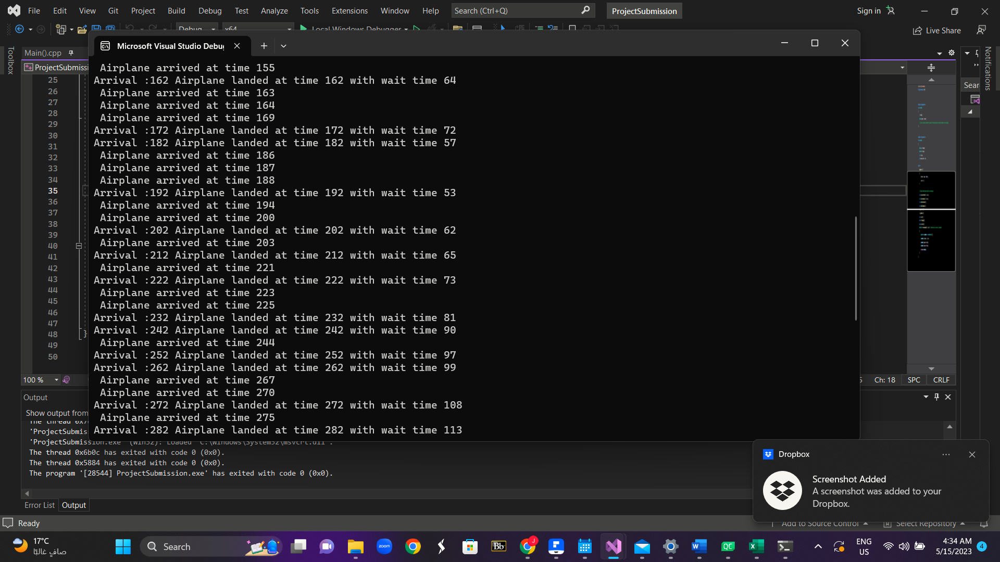 File Edit View Git Project Build Debug Test Analyze Tools Extensions Window Help Search (Ctrl+Q) ProjectSubmission Sign in
Debug x64 Local Windows Debugger Live Share
Toolbox
Main().cpp
Microsoft Visual Studio Debu
ProjectSubmissi
Notifications
Sear
25
26
27
28
29
30
31
32
33
34
35
36
37
38
39
40
41
42
43
44
45
46
47
48 }
49
50
Airplane arrived at time 155
Arrival :162 Airplane landed at time 162 with wait time 64
Airplane arrived at time 163
Airplane arrived at time 164
Airplane arrived at time 169
Arrival :172 Airplane landed at time 172 with wait time 72
Arrival :182 Airplane landed at time 182 with wait time 57
Airplane arrived at time 186
Airplane arrived at time 187
Airplane arrived at time 188
Arrival :192 Airplane landed at time 192 with wait time 53
Airplane arrived at time 194
Airplane arrived at time 200
Arrival :202 Airplane landed at time 202 with wait time 62
Airplane arrived at time 203
Arrival :212 Airplane landed at time 212 with wait time 65
Airplane arrived at time 221
Arrival :222 Airplane landed at time 222 with wait time 73
Airplane arrived at time 223
Airplane arrived at time 225
Arrival :232 Airplane landed at time 232 with wait time 81
Arrival :242 Airplane landed at time 242 with wait time 90
Airplane arrived at time 244
Arrival :252 Airplane landed at time 252 with wait time 97
Arrival :262 Airplane landed at time 262 with wait time 99
Airplane arrived at time 267
Airplane arrived at time 270
Arrival :272 Airplane landed at time 272 with wait time 108
Airplane arrived at time 275
Arrival :282 Airplane landed at time 282 with wait time 113
100 % Ch: 18 SPC CRLF
Output
Show output from
'ProjectSubmiss
'ProjectSubmission.exe' (Win32): Loaded 'C:\Windows\System32\msvcrt.dll'.
The thread 0x6b0c has exited with code 0 (0x0).
The thread 0x5884 has exited with code 0 (0x0).
The program '[28544] ProjectSubmission.exe' has exited with code 0 (0x0).
Error List Output
Dropbox
Screenshot Added
A screenshot was added to your
Dropbox.
Ready Add to Source Control Select Repository
17°C
صافٍ غالبًا
Search
zoom
Bb
J
W
QC
X
ENG
US
4:34 AM
5/15/2023
4